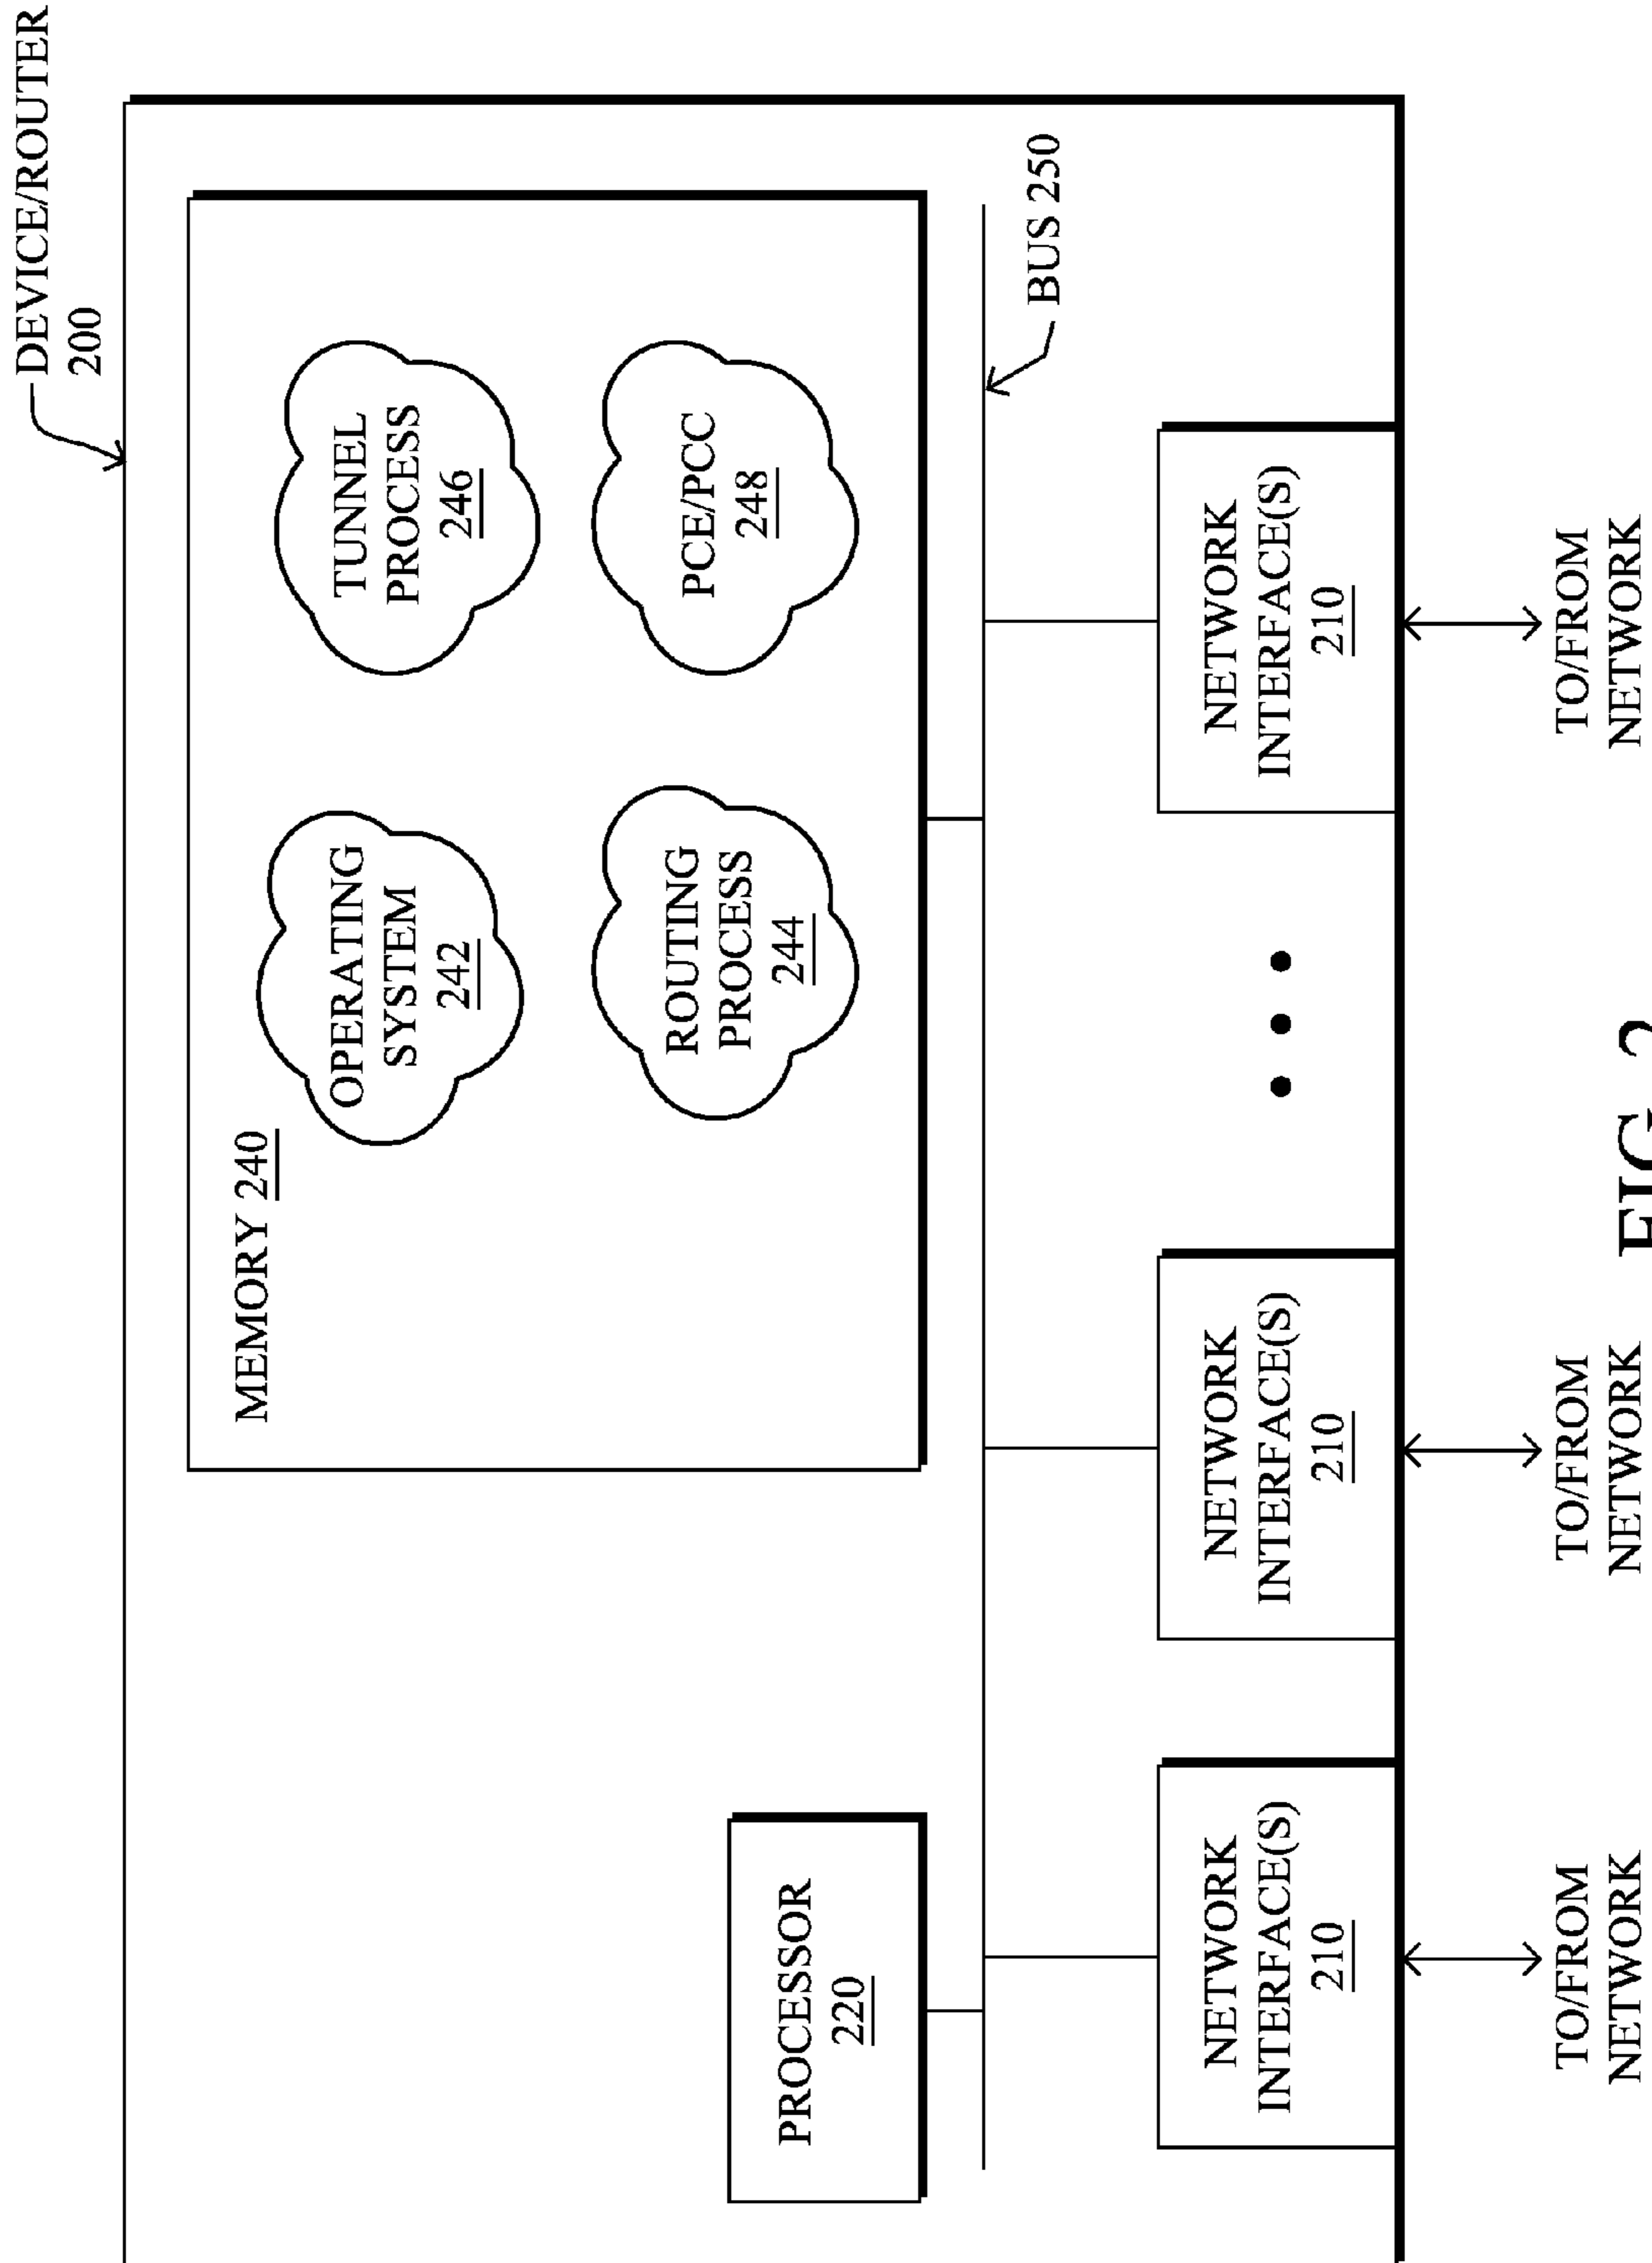 DEVICE/ROUTER
200
MEMORY 240
OPERATING
SYSTEM
242
TUNNEL
PROCESS
246
ROUTING
PROCESS
244
PCE/PCC
248
PROCESSOR
220
BUS 250
NETWORK
INTERFACE(S)
210
NETWORK
INTERFACE(S)
210
NETWORK
INTERFACE(S)
210
TO/FROM
NETWORK
TO/FROM
NETWORK
TO/FROM
NETWORK
FIG. 2